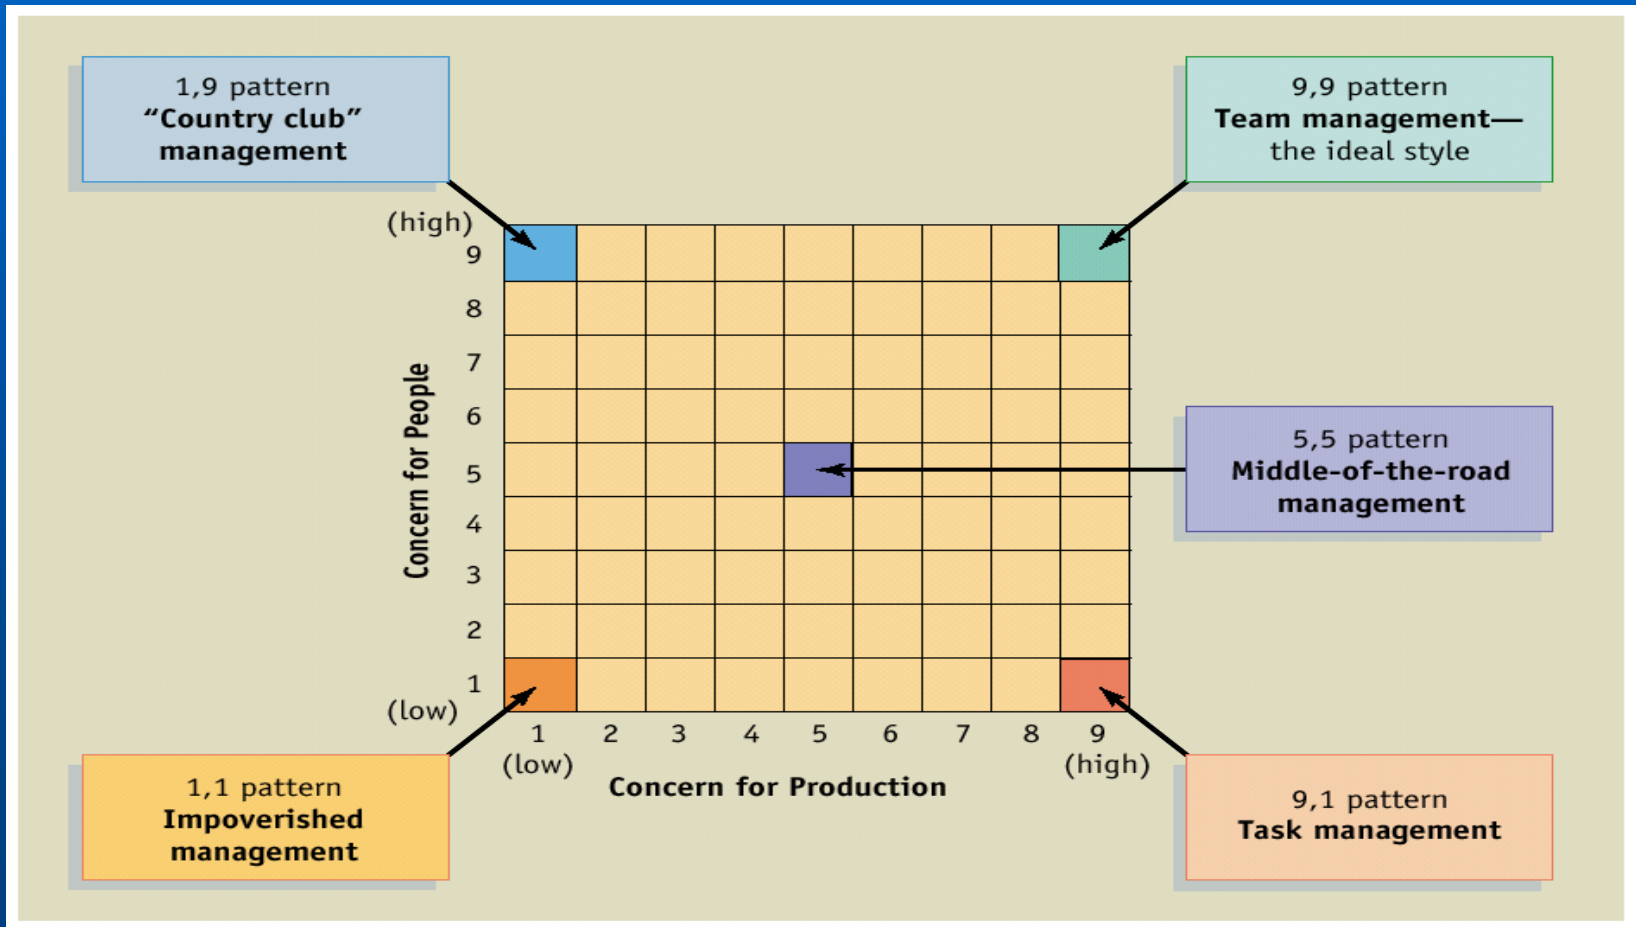 1,9 pattern
“Country club”
management
9,9 pattern
Team management—
the ideal style
(high)
9
8
7
6
5
4
3
2
1
(low)
Concern for People
5,5 pattern
Middle-of-the-road
management
1 2 3 4 5 6 7 8 9
(low) (high)
Concern for Production
1,1 pattern
Impoverished
management
9,1 pattern
Task management